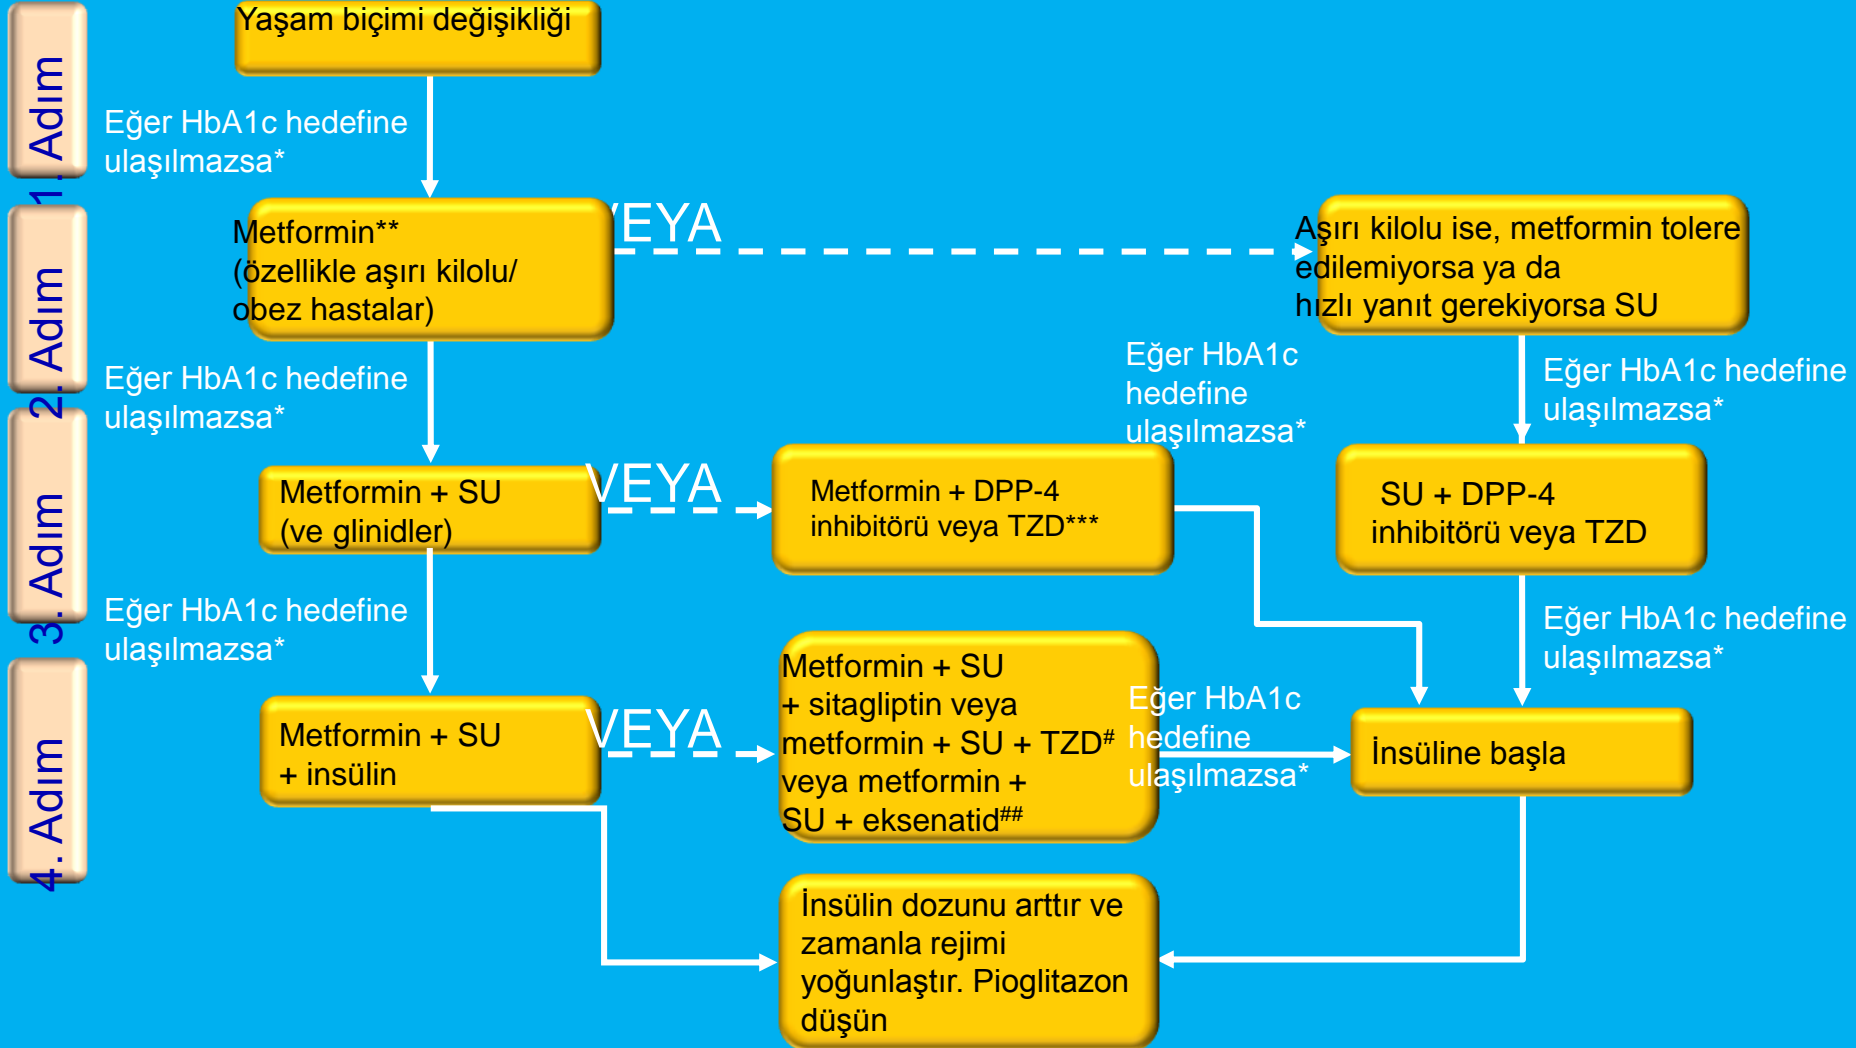 1. Adım
Yaşam biçimi değişikliği
Eğer HbA1c hedefine
ulaşılmazsa*
2. Adım
Metformin**
(özellikle aşırı kilolu/
obez hastalar)
VEYA
Aşırı kilolu ise, metformin tolere
edilemiyorsa ya da
hızlı yanıt gerekiyorsa SU
Eğer HbA1c hedefine
ulaşılmazsa*
Eğer HbA1c
hedefine
ulaşılmazsa*
Eğer HbA1c hedefine
ulaşılmazsa*
3. Adım
Metformin + SU
(ve glinidler)
VEYA
Metformin + DPP-4
inhibitörü veya TZD***
SU + DPP-4
inhibitörü veya TZD
Eğer HbA1c hedefine
ulaşılmazsa*
Eğer HbA1c hedefine
ulaşılmazsa*
4. Adım
Metformin + SU
+ insülin
VEYA
Metformin + SU
+ sitagliptin veya
metformin + SU + TZD#
veya metformin +
SU + eksenatid##
Eğer HbA1c
hedefine
ulaşılmazsa*
İnsüline başla
İnsülin dozunu arttır ve
zamanla rejimi
yoğunlaştır. Pioglitazon
düşün